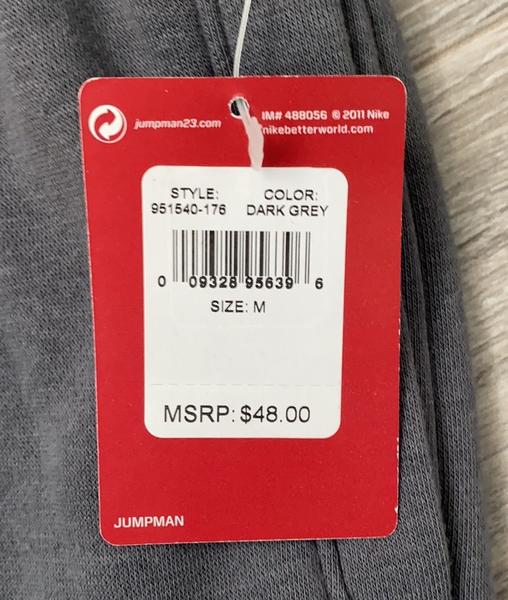 jumpman23.com
IM# 488056 © 2011 Nike
nikebetterworld.com
STYLE: COLOR:
951540-176 DARK GREY
0 09328 95639 6
SIZE: M
MSRP: $48.00
JUMPMAN